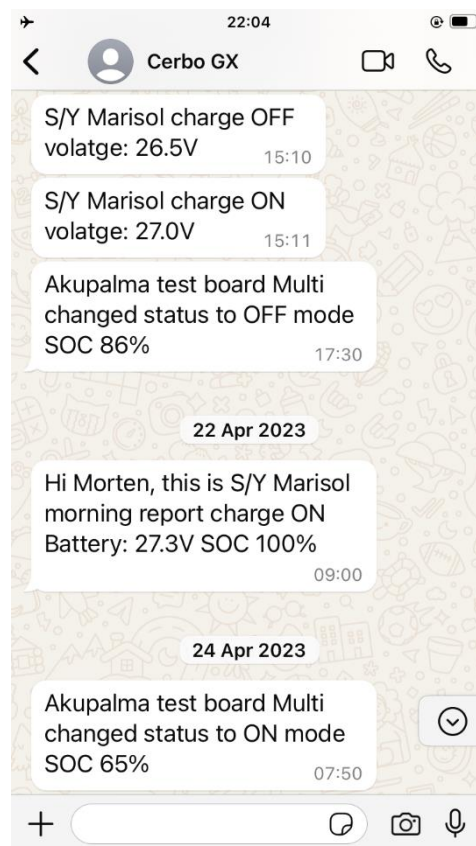 22:04
Cerbo GX
S/Y Marisol charge OFF
volatge: 26.5V
15:10
S/Y Marisol charge ON
volatge: 27.0V
15:11
Akupalma test board Multi
changed status to OFF mode
SOC 86%
17:30
22 Apr 2023
Hi Morten, this is S/Y Marisol
morning report charge ON
Battery: 27.3V SOC 100%
09:00
24 Apr 2023
Akupalma test board Multi
changed status to ON mode
SOC 65%
07:50